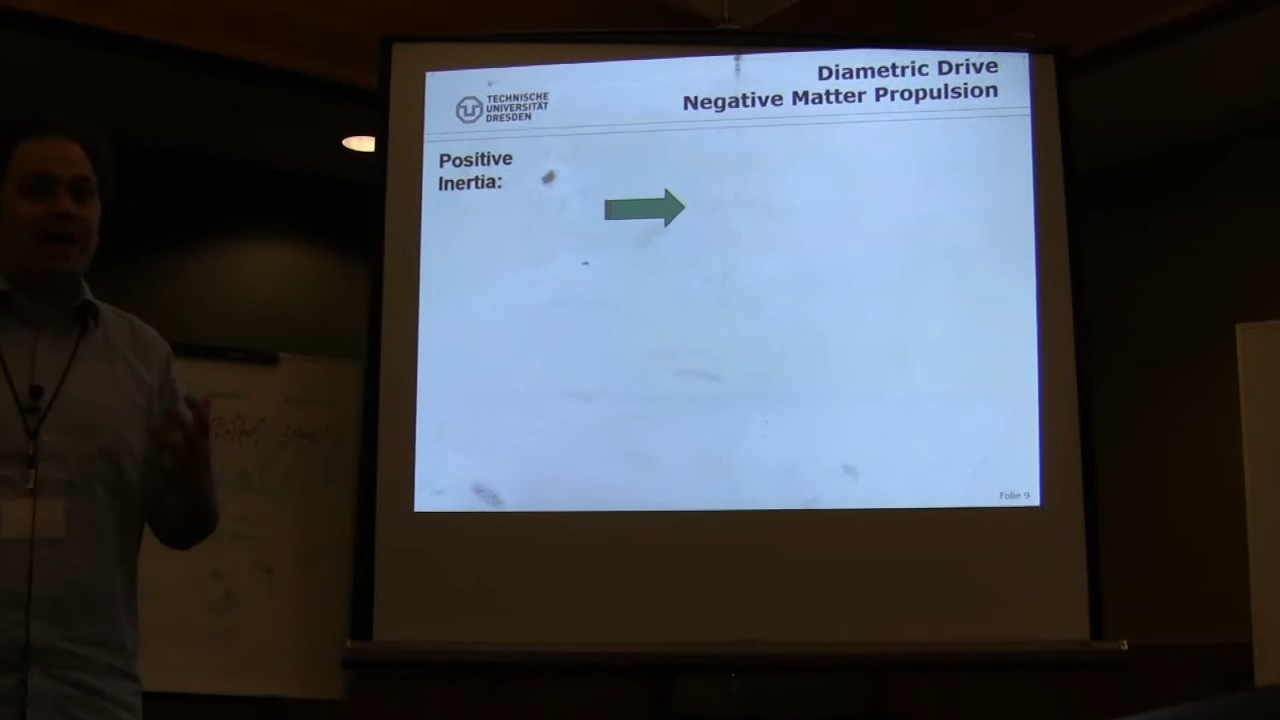 TECHNISCHE
UNIVERSITÄT
DRESDEN
Diametric Drive
Negative Matter Propulsion
Positive
Inertia:
Folie 9